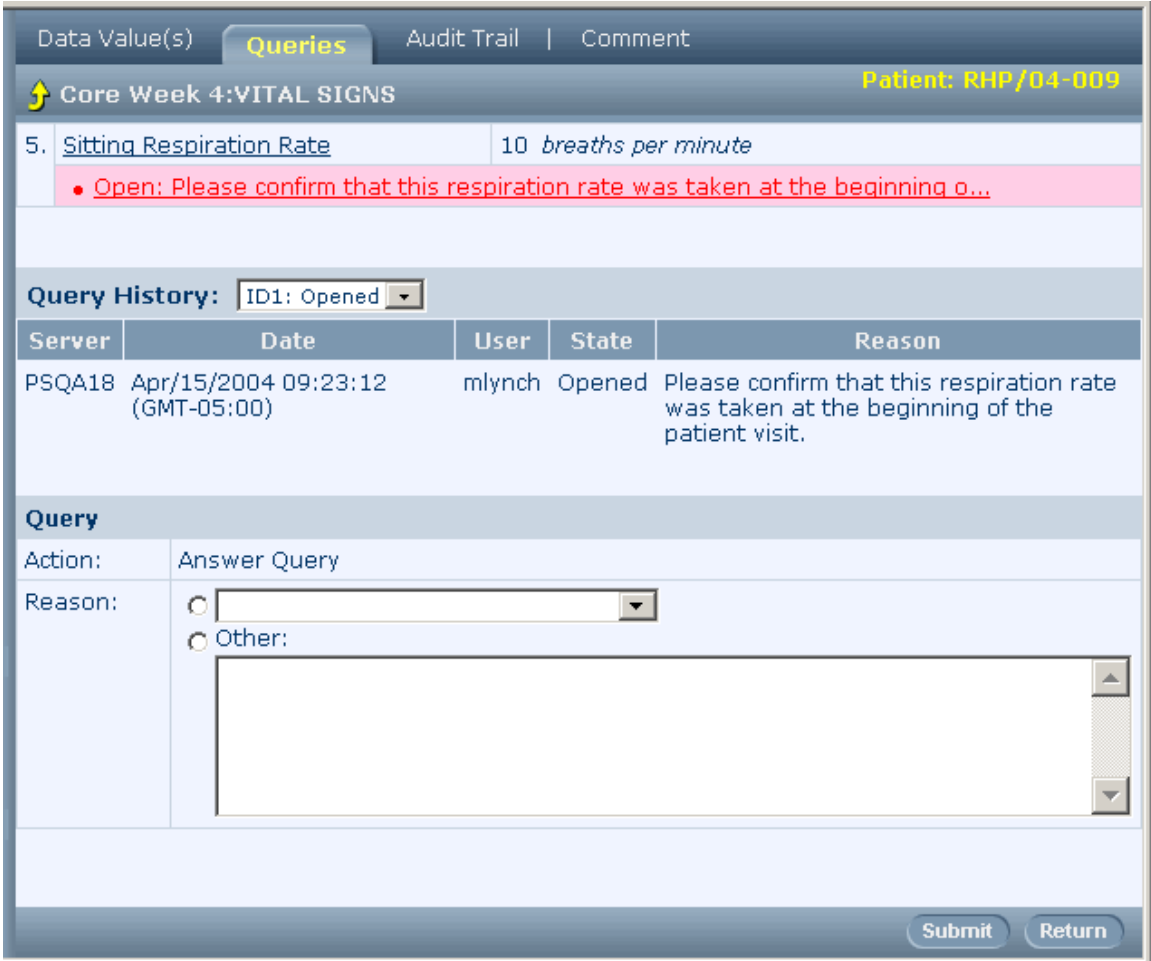 Data Value(s) Queries Audit Trail | Comment
Core Week 4:VITAL SIGNS Patient: RHP/04-009
5. Sitting Respiration Rate 10 breaths per minute
• Open: Please confirm that this respiration rate was taken at the beginning o...
Query History: ID1: Opened
Server Date User State Reason
PSQA18 Apr/15/2004 09:23:12 mlynch Opened Please confirm that this respiration rate
(GMT-05:00) was taken at the beginning of the
patient visit.
Query
Action: Answer Query
Reason:
Other:
Submit Return